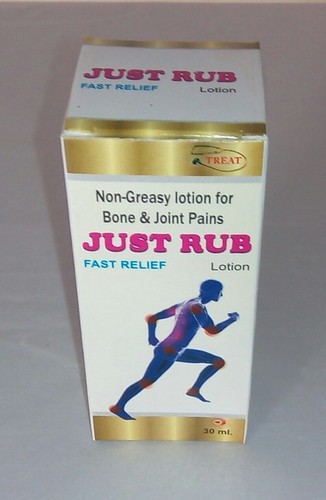 JUST RUB
FAST RELIEF Lotion
TREAT
Non-Greasy lotion for
Bone & Joint Pains
JUST RUB
FAST RELIEF Lotion
30 ml.